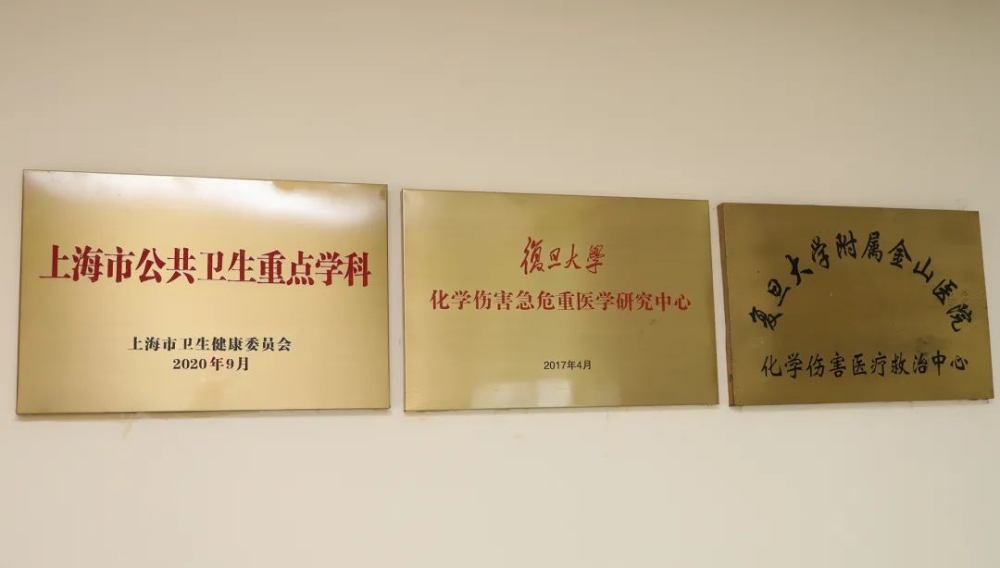 上海市公共卫生重点学科
上海市卫生健康委员会
2020年9月
復旦大學
化学伤害急危重医学研究中心
2017年4月
复旦大学附属金山医院
化学伤害医疗救治中心